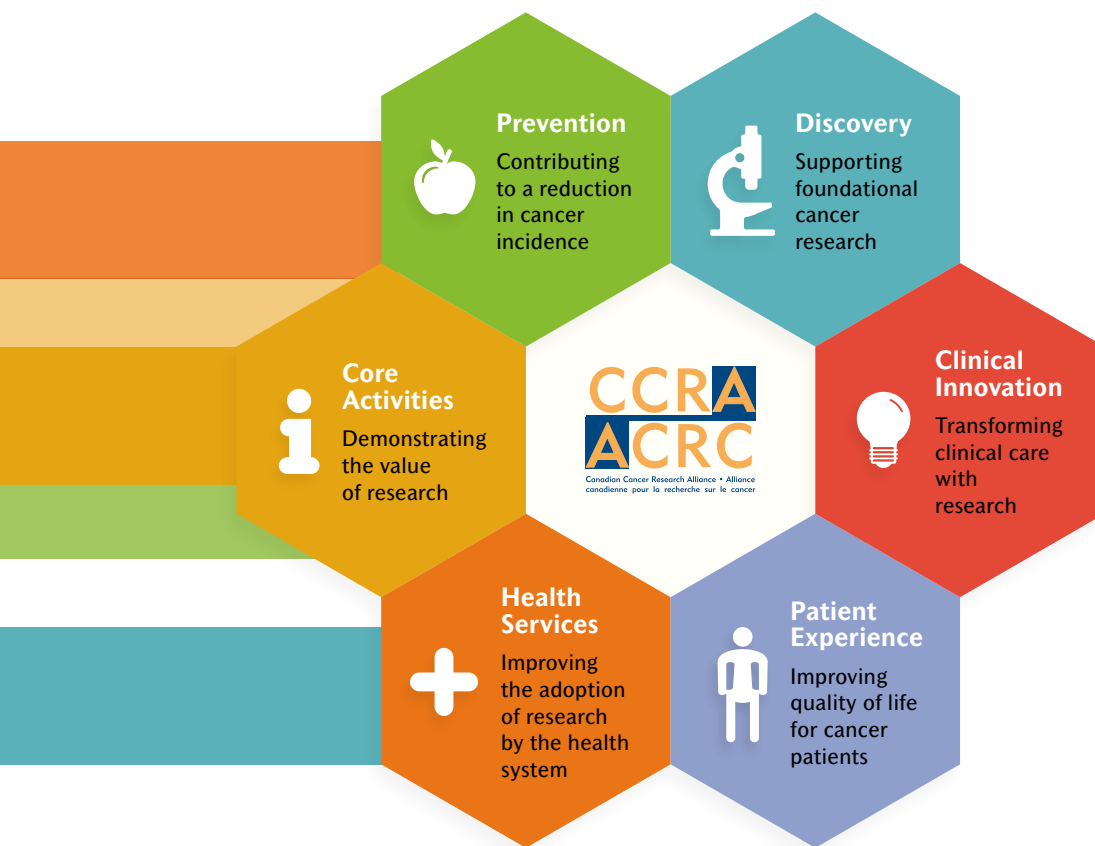 Prevention
Contributing
to a reduction
in cancer
incidence
Discovery
Supporting
foundational
cancer
research
Core
Activities
Demonstrating
the value
of research
CCRA
ACRC
Canadian Cancer Research Alliance • Alliance
canadienne pour la recherche sur le cancer
Clinical
Innovation
Transforming
clinical care
with
research
Health
Services
Improving
the adoption
of research
by the health
system
Patient
Experience
Improving
quality of life
for cancer
patients